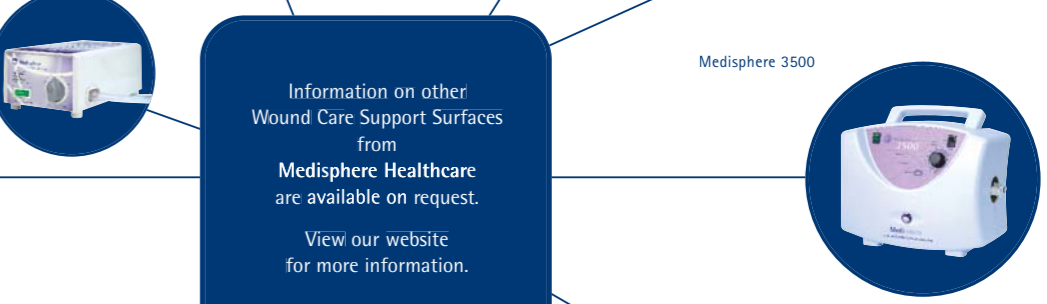 Information on other
Wound Care Support Surfaces
from
Medisphere Healthcare
are available on request.
View our website
for more information.
Medisphere 3500
3500